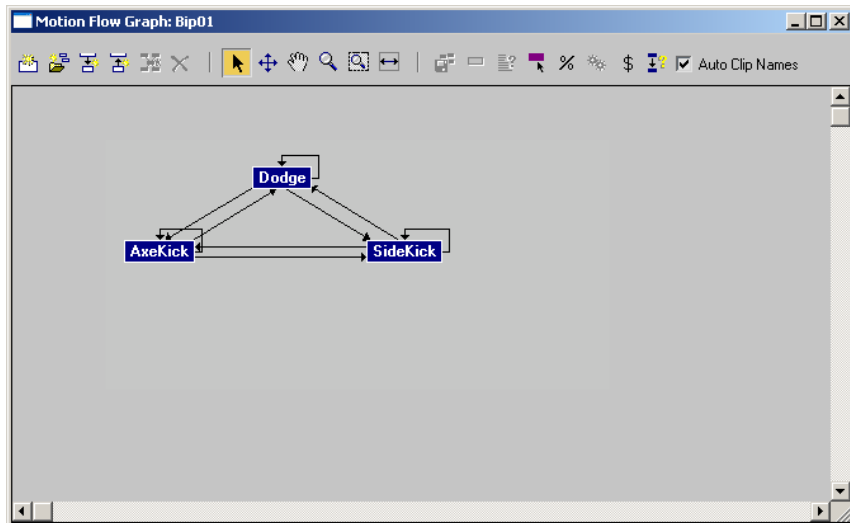 Motion Flow Graph: Bip01
% $ Auto Clip Names
Dodge
AxeKick SideKick